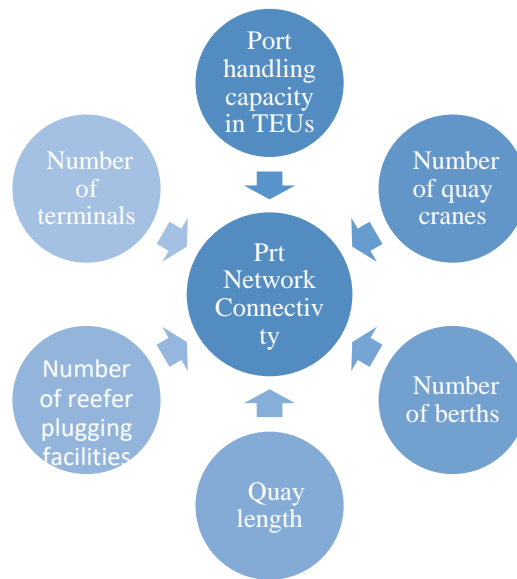 Port
handling
capacity
in TEUs
Number
of
terminals
Number
of quay
cranes
Prt
Network
Connectiv
ty
Number
of reefer
plugging
facilities
Number
of berths
Quay
length